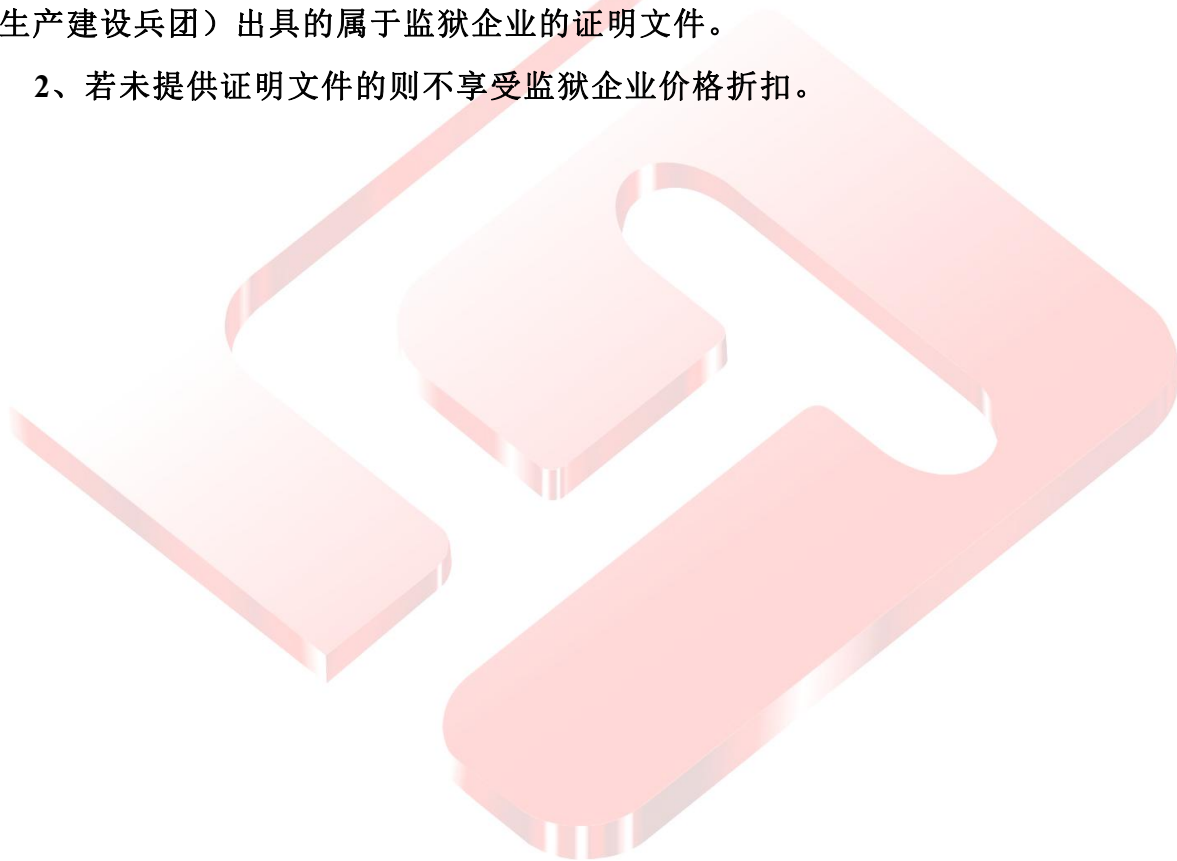 生产建设兵团）出具的属于监狱企业的证明文件。
2、若未提供证明文件的则不享受监狱企业价格折扣。